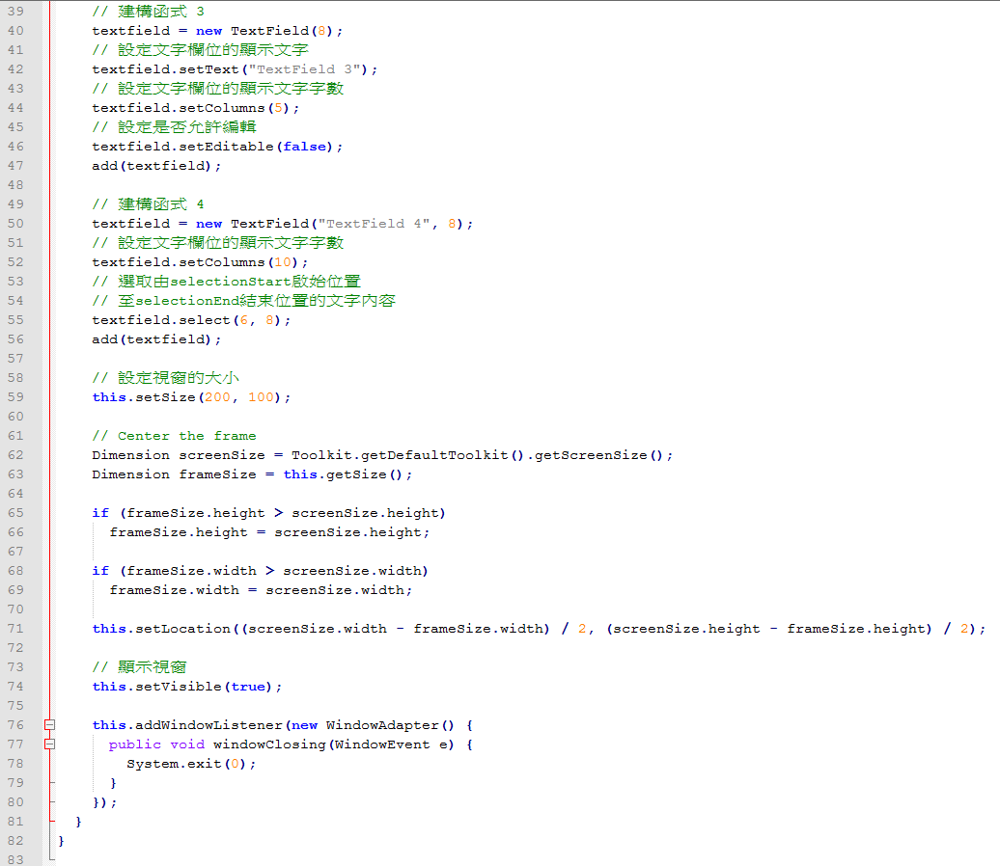 39 // 建構函式 3
40 textfield = new TextField(8);
41 // 設定文字欄位的顯示文字
42 textfield.setText("TextField 3");
43 // 設定文字欄位的顯示文字字數
44 textfield.setColumns(5);
45 // 設定是否允許編輯
46 textfield.setEditable(false);
47 add(textfield);
48
49 // 建構函式 4
50 textfield = new TextField("TextField 4", 8);
51 // 設定文字欄位的顯示文字字數
52 textfield.setColumns(10);
53 // 選取由selectionStart啟始位置
54 // 至selectionEnd結束位置的文字內容
55 textfield.select(6, 8);
56 add(textfield);
57
58 // 設定視窗的大小
59 this.setSize(200, 100);
60
61 // Center the frame
62 Dimension screenSize = Toolkit.getDefaultToolkit().getScreenSize();
63 Dimension frameSize = this.getSize();
64
65 if (frameSize.height > screenSize.height)
66 frameSize.height = screenSize.height;
67
68 if (frameSize.width > screenSize.width)
69 frameSize.width = screenSize.width;
70
71 this.setLocation((screenSize.width - frameSize.width) / 2, (screenSize.height - frameSize.height) / 2);
72
73 // 顯示視窗
74 this.setVisible(true);
75
76 this.addWindowListener(new WindowAdapter() {
77 public void windowClosing(WindowEvent e) {
78 System.exit(0);
79 }
80 });
81 }
82 }
83